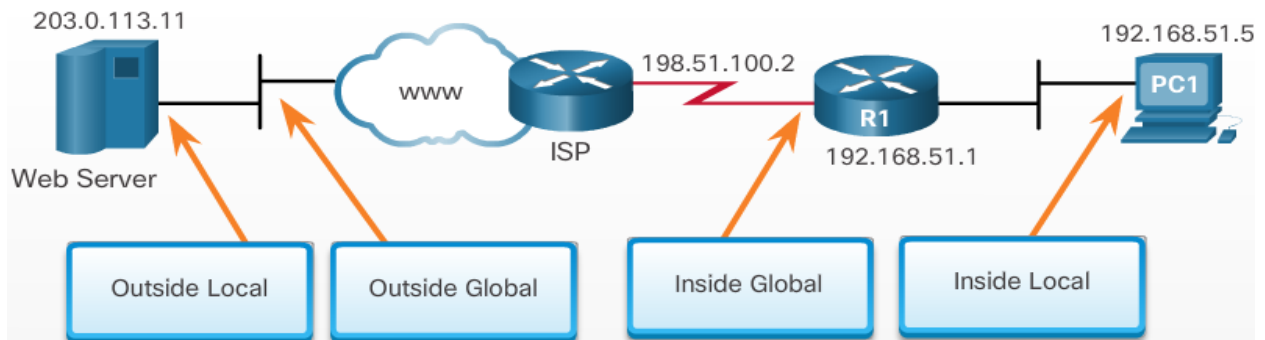 203.0.113.11
192.168.51.5
198.51.100.2
www
PC1
R1
ISP
192.168.51.1
Web Server
Outside Local
Outside Global
Inside Global
Inside Local